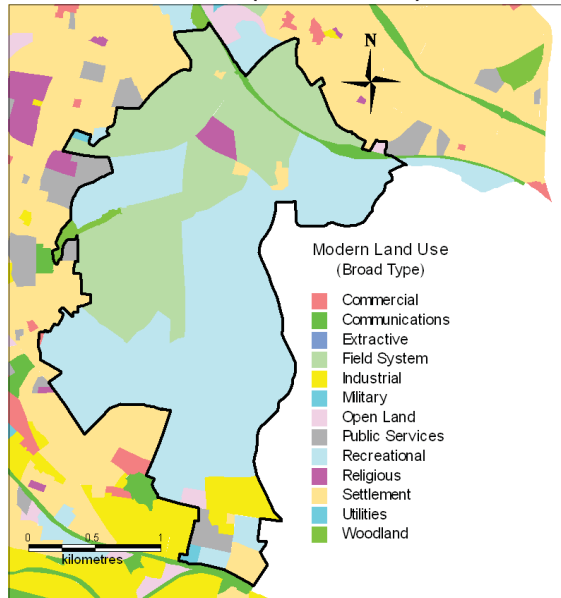 N
Modern Land Use
(Broad Type)
Commercial
Communications
Extractive
Field System
Industrial
Military
Open Land
Public Services
Recreational
Religious
Settlement
Utilities
Woodland
0 0.5 1
kilometres